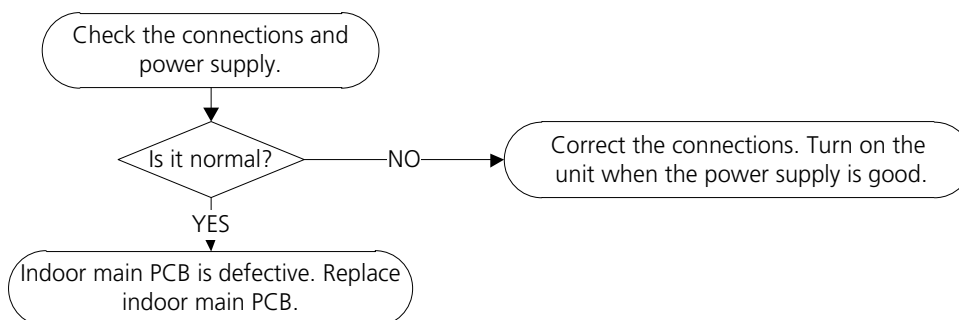 Check the connections and
power supply.
Is it normal?
NO
Correct the connections. Turn on the
unit when the power supply is good.
YES
Indoor main PCB is defective. Replace
indoor main PCB.